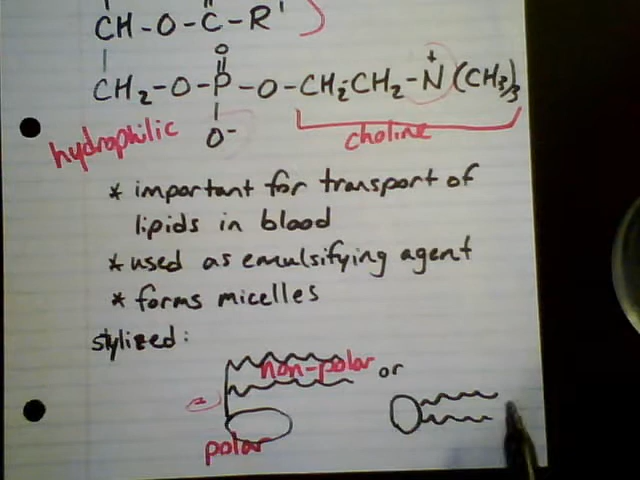 CH-O-C-R'
O
CH2-O-P-O-CH2CH2-N+(CH3)3
O-
hydrophilic
choline
* important for transport of
lipids in blood
* used as emulsifying agent
* forms micelles
stylized:
non-polar or
polar